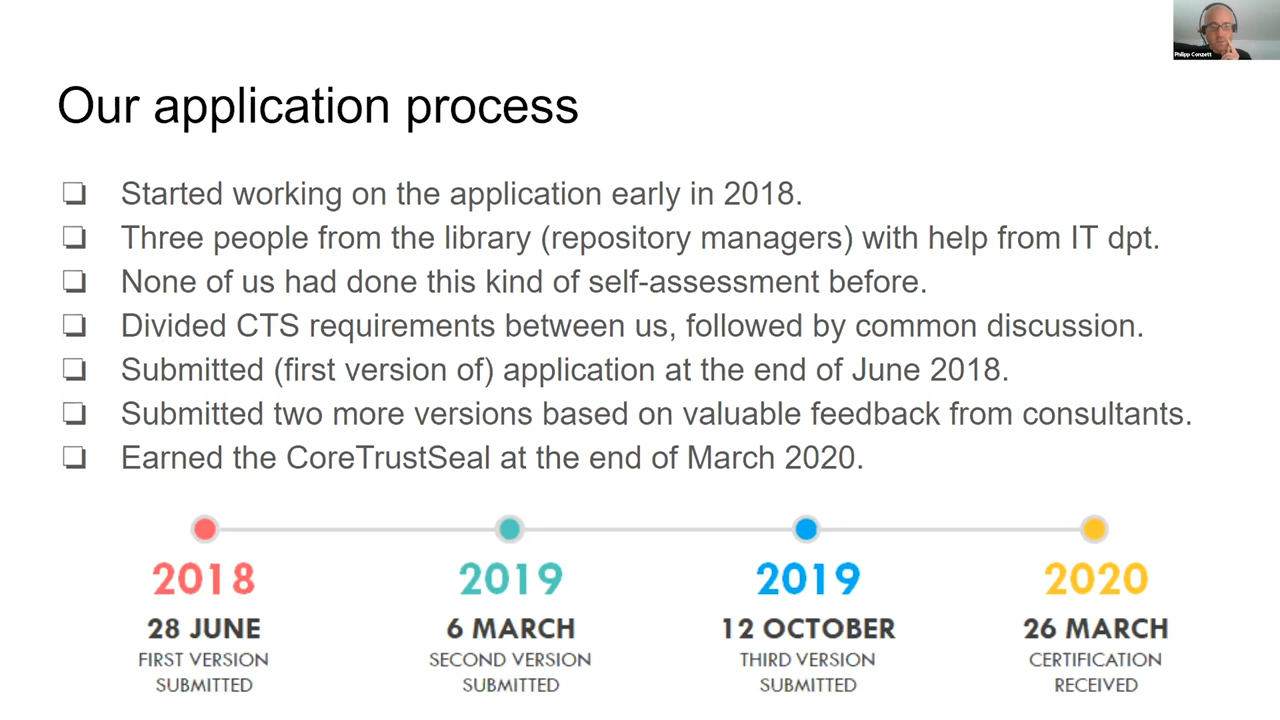 Philipp Conzett
Our application process
❏ Started working on the application early in 2018.
❏ Three people from the library (repository managers) with help from IT dpt.
❏ None of us had done this kind of self-assessment before.
❏ Divided CTS requirements between us, followed by common discussion.
❏ Submitted (first version of) application at the end of June 2018.
❏ Submitted two more versions based on valuable feedback from consultants.
❏ Earned the CoreTrustSeal at the end of March 2020.
2018
28 JUNE
FIRST VERSION
SUBMITTED
2019
6 MARCH
SECOND VERSION
SUBMITTED
2019
12 OCTOBER
THIRD VERSION
SUBMITTED
2020
26 MARCH
CERTIFICATION
RECEIVED